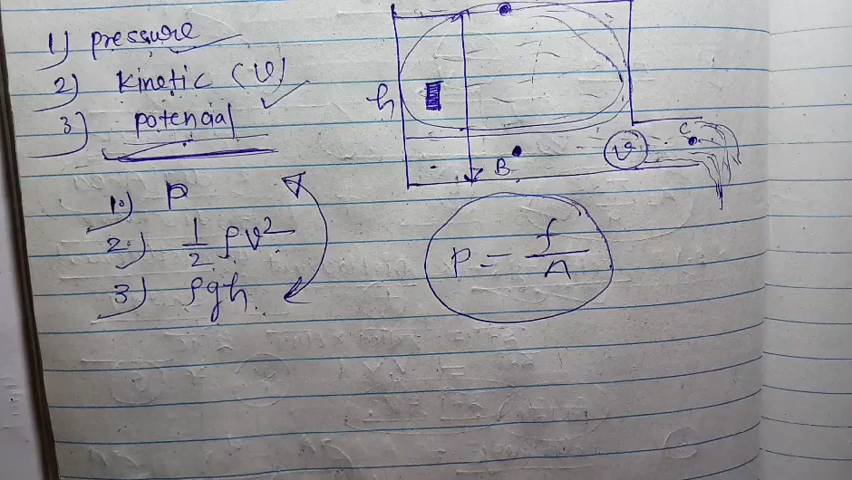 1) pressure
2) kinetic (v)
3) potencial
1.) P
2.) 1/2 ρv²
3) ρgh
h
B
v
C
P = f/A